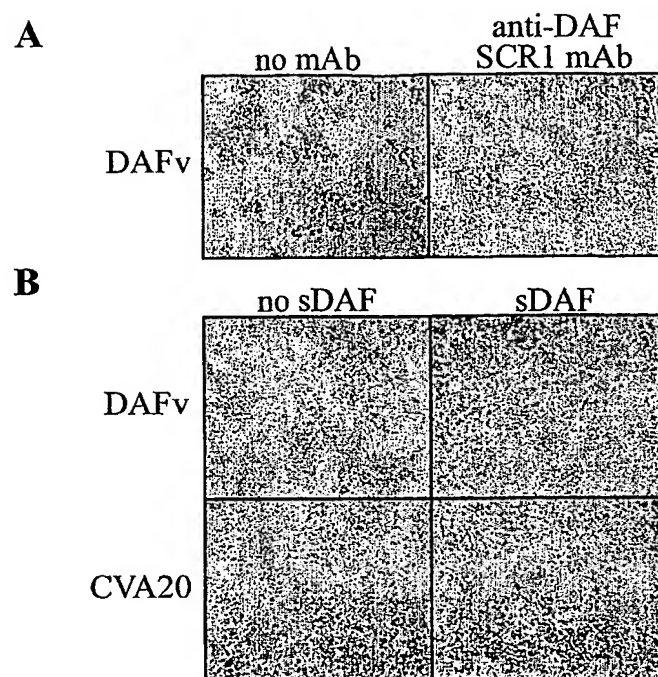 A
no mAb
anti-DAF
SCR1 mAb
DAFv
B
no sDAF
sDAF
DAFv
CVA20